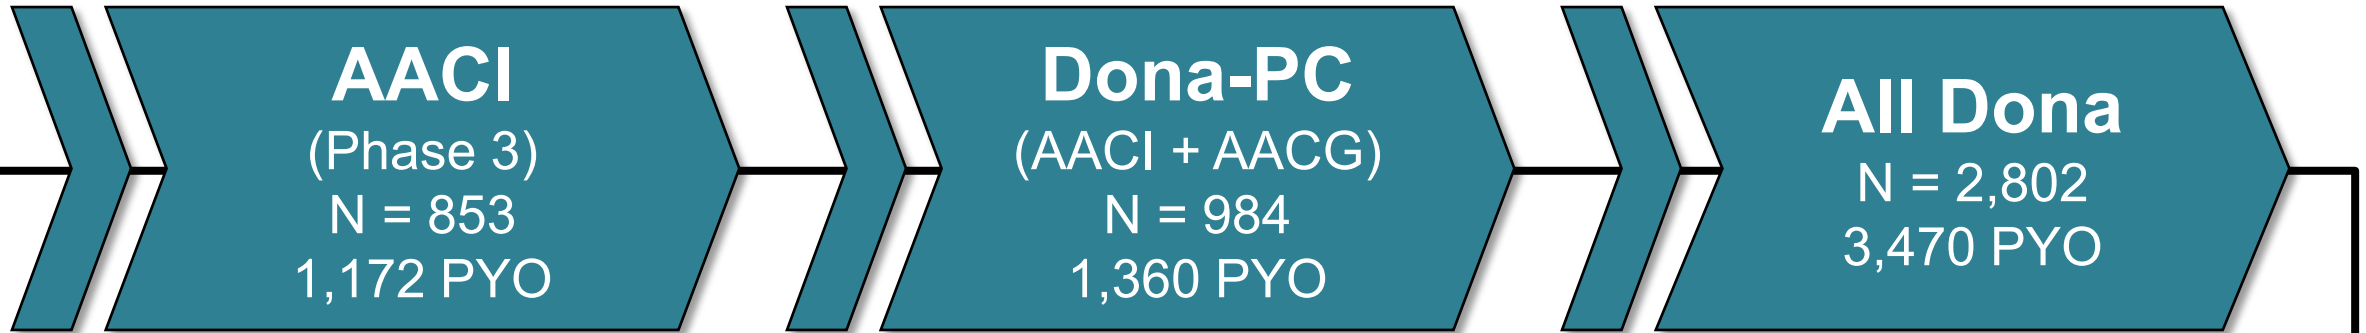 AACI
(Phase 3)
N = 853
1,172 PYO
Dona-PC
(AACI + AACG)
N = 984
1,360 PYO
All Dona
N = 2,802
3,470 PYO